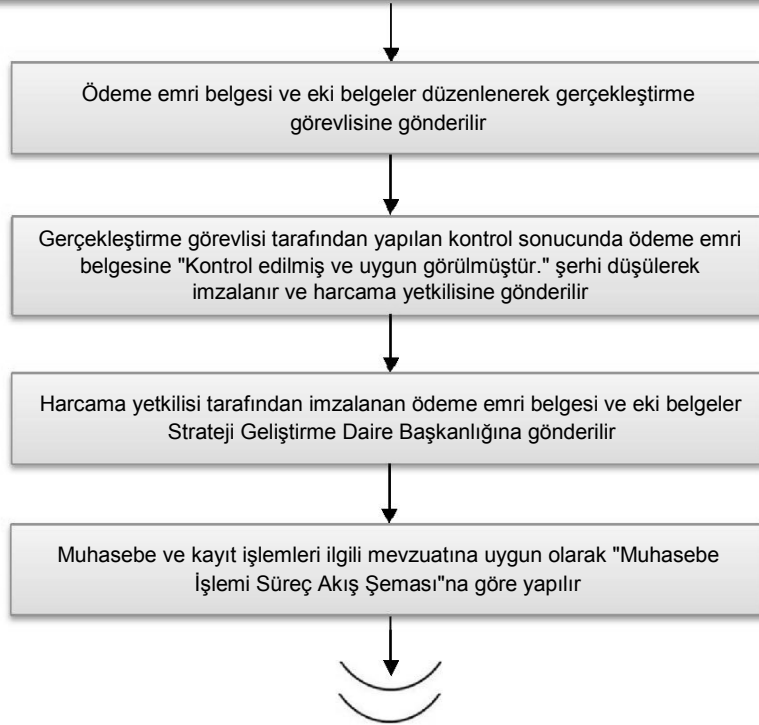 Ödeme emri belgesi ve eki belgeler düzenlenerek gerçekleştirme
görevlisine gönderilir
Gerçekleştirme görevlisi tarafından yapılan kontrol sonucunda ödeme emri
belgesine "Kontrol edilmiş ve uygun görülmüştür." şerhi düşülerek
imzalanır ve harcama yetkilisine gönderilir
Harcama yetkilisi tarafından imzalanan ödeme emri belgesi ve eki belgeler
Strateji Geliştirme Daire Başkanlığına gönderilir
Muhasebe ve kayıt işlemleri ilgili mevzuatına uygun olarak "Muhasebe
İşlemi Süreç Akış Şeması"na göre yapılır